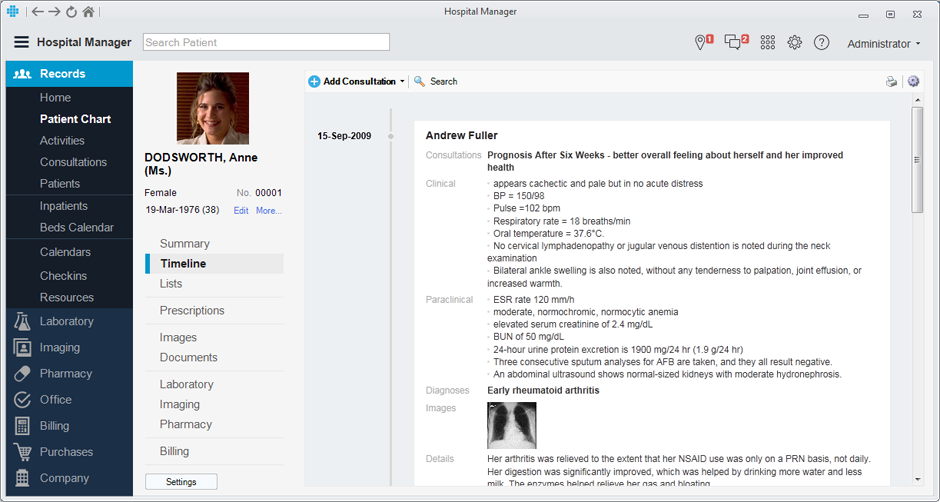 Hospital Manager
Hospital Manager
Search Patient
1
2
Administrator
Records
Home
Patient Chart
Activities
Consultations
Patients
Inpatients
Beds Calendar
Calendars
Checkins
Resources
Laboratory
Imaging
Pharmacy
Office
Billing
Purchases
Company
DODSWORTH, Anne
(Ms.)
Female No. 00001
19-Mar-1976 (38) Edit More...
Summary
Timeline
Lists
Prescriptions
Images
Documents
Laboratory
Imaging
Pharmacy
Billing
Settings
Add Consultation Search
15-Sep-2009
Andrew Fuller
Consultations Prognosis After Six Weeks - better overall feeling about herself and her improved
health
Clinical appears cachectic and pale but in no acute distress
BP = 150/98
Pulse =102 bpm
Respiratory rate = 18 breaths/min
Oral temperature = 37.6°C.
No cervical lymphadenopathy or jugular venous distention is noted during the neck
examination
Bilateral ankle swelling is also noted, without any tenderness to palpation, joint effusion, or
increased warmth.
Paraclinical ESR rate 120 mm/h
moderate, normochromic, normocytic anemia
elevated serum creatinine of 2.4 mg/dL
BUN of 50 mg/dL
24-hour urine protein excretion is 1900 mg/24 hr (1.9 g/24 hr)
Three consecutive sputum analyses for AFB are taken, and they all result negative.
An abdominal ultrasound shows normal-sized kidneys with moderate hydronephrosis.
Diagnoses Early rheumatoid arthritis
Images
Details Her arthritis was relieved to the extent that her NSAID use was only on a PRN basis, not daily.
Her digestion was significantly improved, which was helped by drinking more water and less
milk. The enzymes helped relieve her gas and bloating.